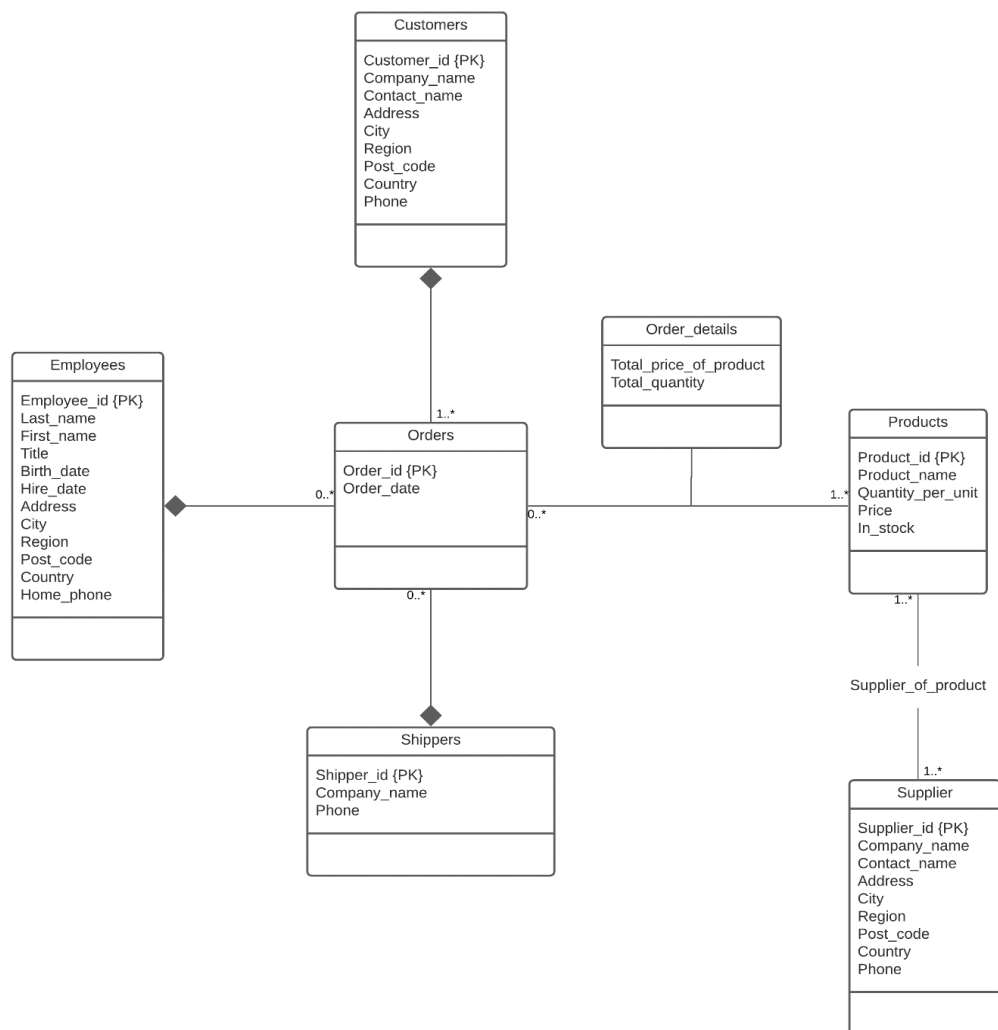 Customers
Customer_id {PK}
Company_name
Contact_name
Address
City
Region
Post_code
Country
Phone
Order_details
Total_price_of_product
Total_quantity
Employees
Employee_id {PK}
Last_name
First_name
Title
Birth_date
Hire_date
Address
City
Region
Post_code
Country
Home_phone
0..*
1..*
Orders
Order_id {PK}
Order_date
0..*
0..*
1..*
Products
Product_id {PK}
Product_name
Quantity_per_unit
Price
In_stock
1..*
Supplier_of_product
1..*
Shippers
Shipper_id {PK}
Company_name
Phone
Supplier
Supplier_id {PK}
Company_name
Contact_name
Address
City
Region
Post_code
Country
Phone